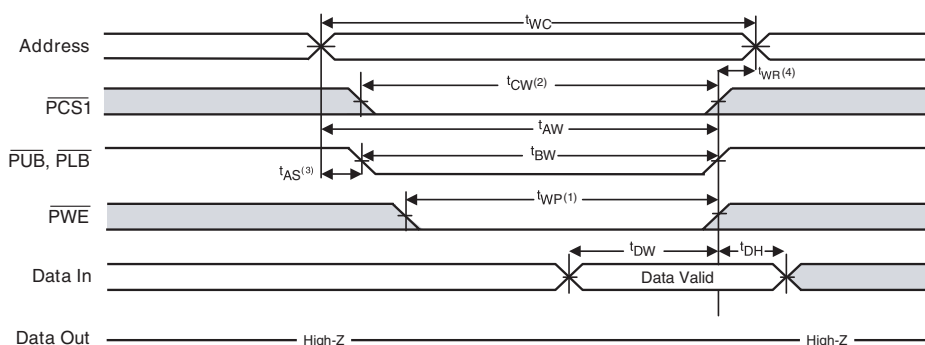 tWC
Address
tWR(4)
tCW(2)
PCS1
tAW
PUB, PLB
tBW
tAS(3)
tWP(1)
PWE
tDW
tDH
Data In
Data Valid
Data Out
High-Z
High-Z